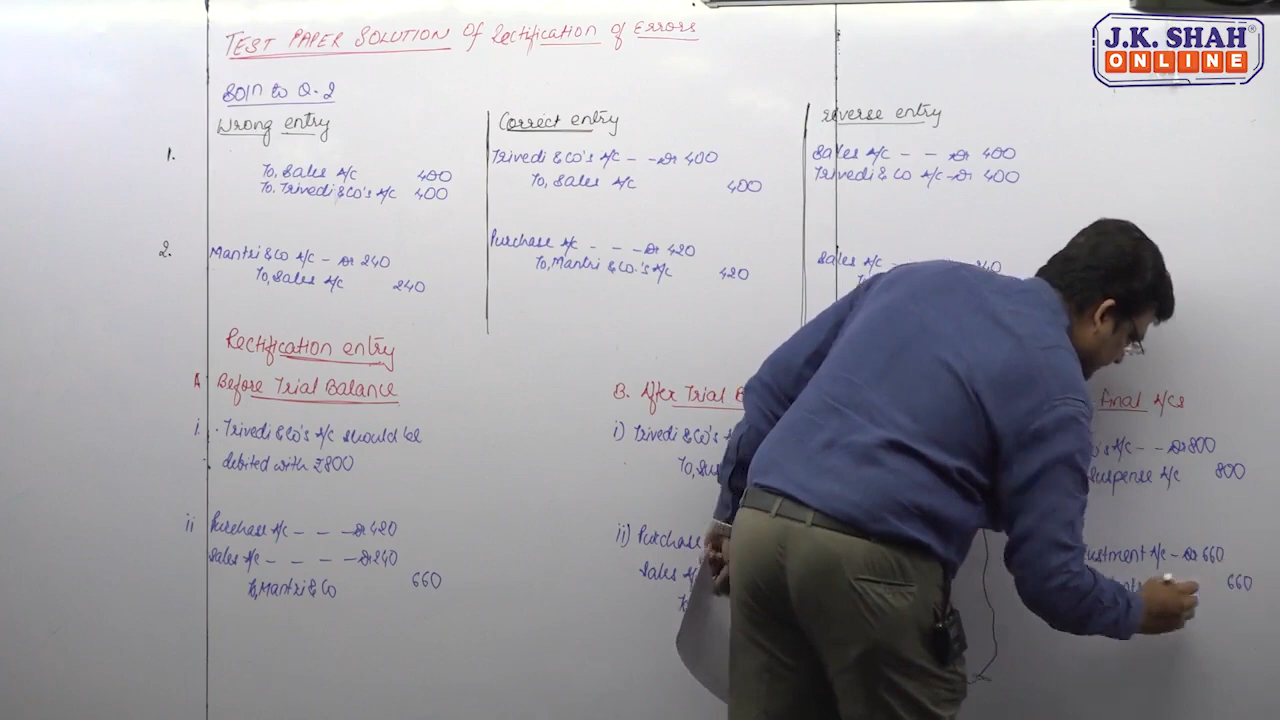 J.K. SHAH®
ONLINE
TEST PAPER SOLUTION Of Rectification of Errors
Soln to Q-2
Wrong entry
Correct entry
reverse entry
1.
To, Sales A/c 400
To, Trivedi & Co's A/c 400
Trivedi & Co's A/c - - Dr 400
To, Sales A/c 400
Sales A/c - - Dr 400
Trivedi & Co A/c - Dr 400
2.
Mantri & Co A/c - Dr 240
To, Sales A/c 240
Purchase A/c - - - Dr 420
To, Mantri & Co.'s A/c 420
Sales A/c 240
Rectification entry
A Before Trial Balance
i. Trivedi & Co's A/c should be
debited with ₹800
ii Purchase A/c - - - Dr 420
Sales A/c - - - - Dr 240
To, Mantri & Co 660
B. After Trial
i) Trivedi & Co's
ii) Purchase
Sales
Final A/cs
A/c - - Dr 800
Suspense A/c 800
A/c - Dr 660
660